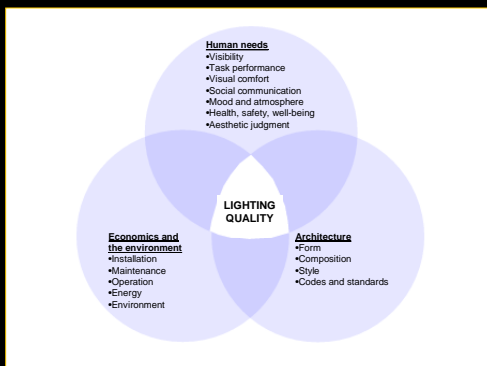 Human needs
▪Visibility
▪Task performance
▪Visual comfort
▪Social communication
▪Mood and atmosphere
▪Health, safety, well-being
▪Aesthetic judgment
LIGHTING
QUALITY
Economics and
the environment
▪Installation
▪Maintenance
▪Operation
▪Energy
▪Environment
Architecture
▪Form
▪Composition
▪Style
▪Codes and standards